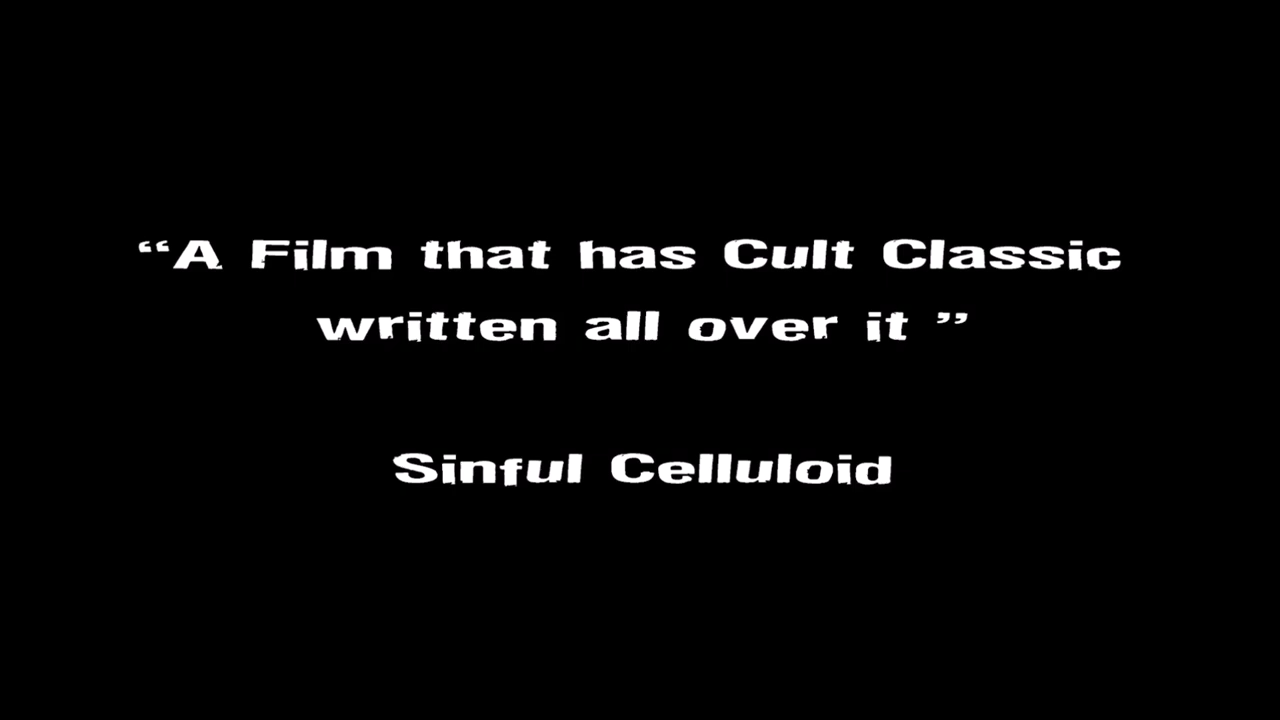 “A Film that has Cult Classic
written all over it ”
Sinful Celluloid